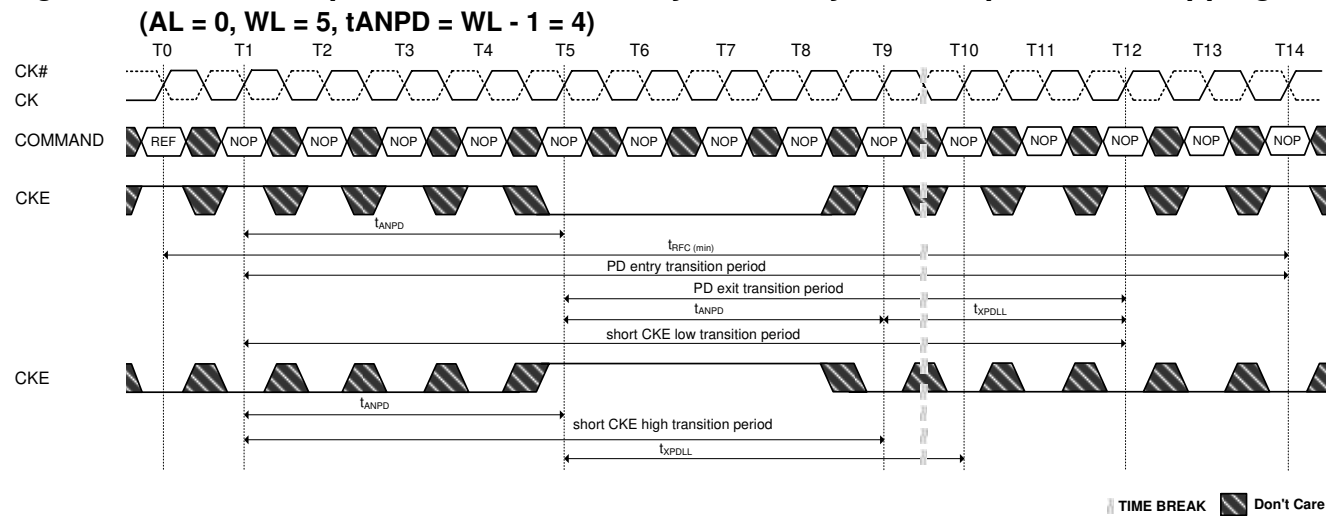 (AL = 0, WL = 5, tANPD = WL - 1 = 4)
T0 T1 T2 T3 T4 T5 T6 T7 T8 T9 T10 T11 T12 T13 T14
CK#
CK
COMMAND REF NOP NOP NOP NOP NOP NOP NOP NOP NOP NOP NOP NOP NOP NOP
CKE
tANPD
tRFC (min)
PD entry transition period
PD exit transition period
tANPD tXPDLL
short CKE low transition period
CKE
tANPD
short CKE high transition period
tXPDLL
TIME BREAK Don't Care